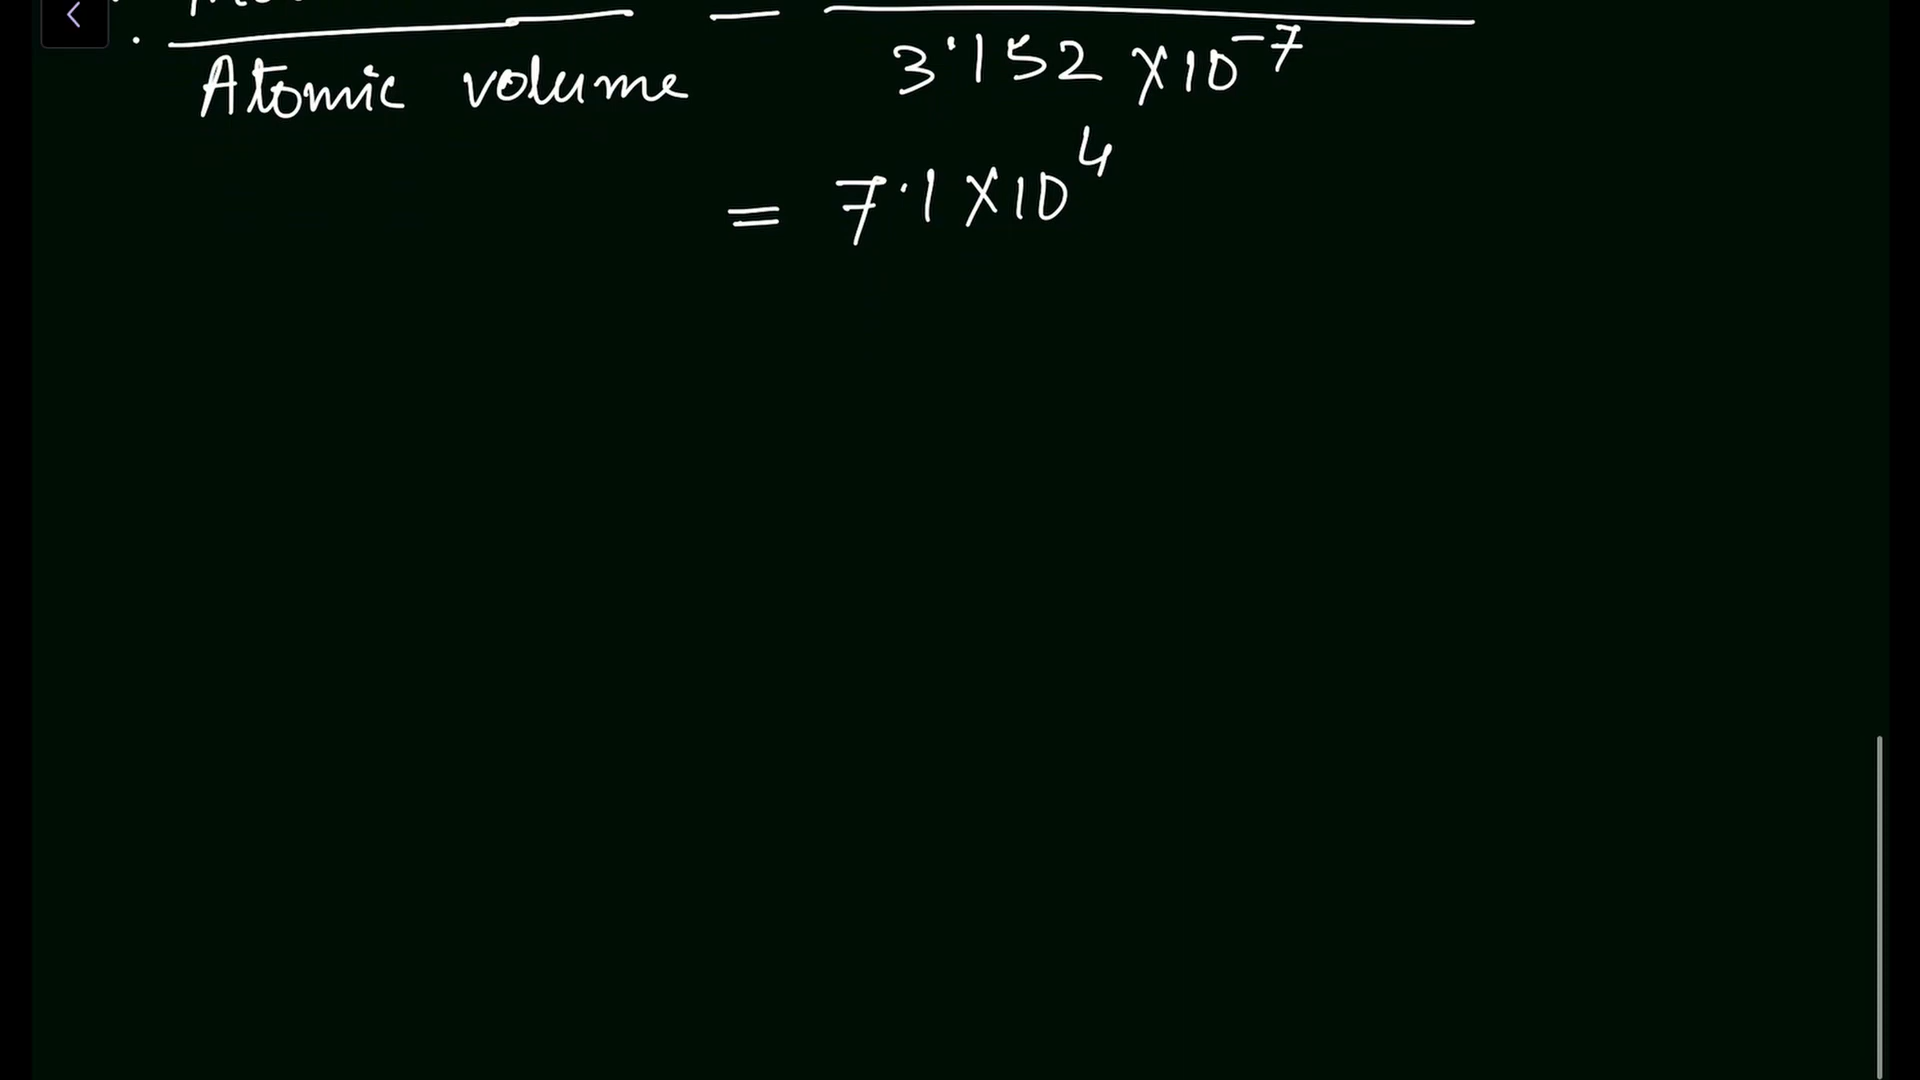 Atomic volume 3.152 × 10⁻⁷
= 7.1 × 10⁴